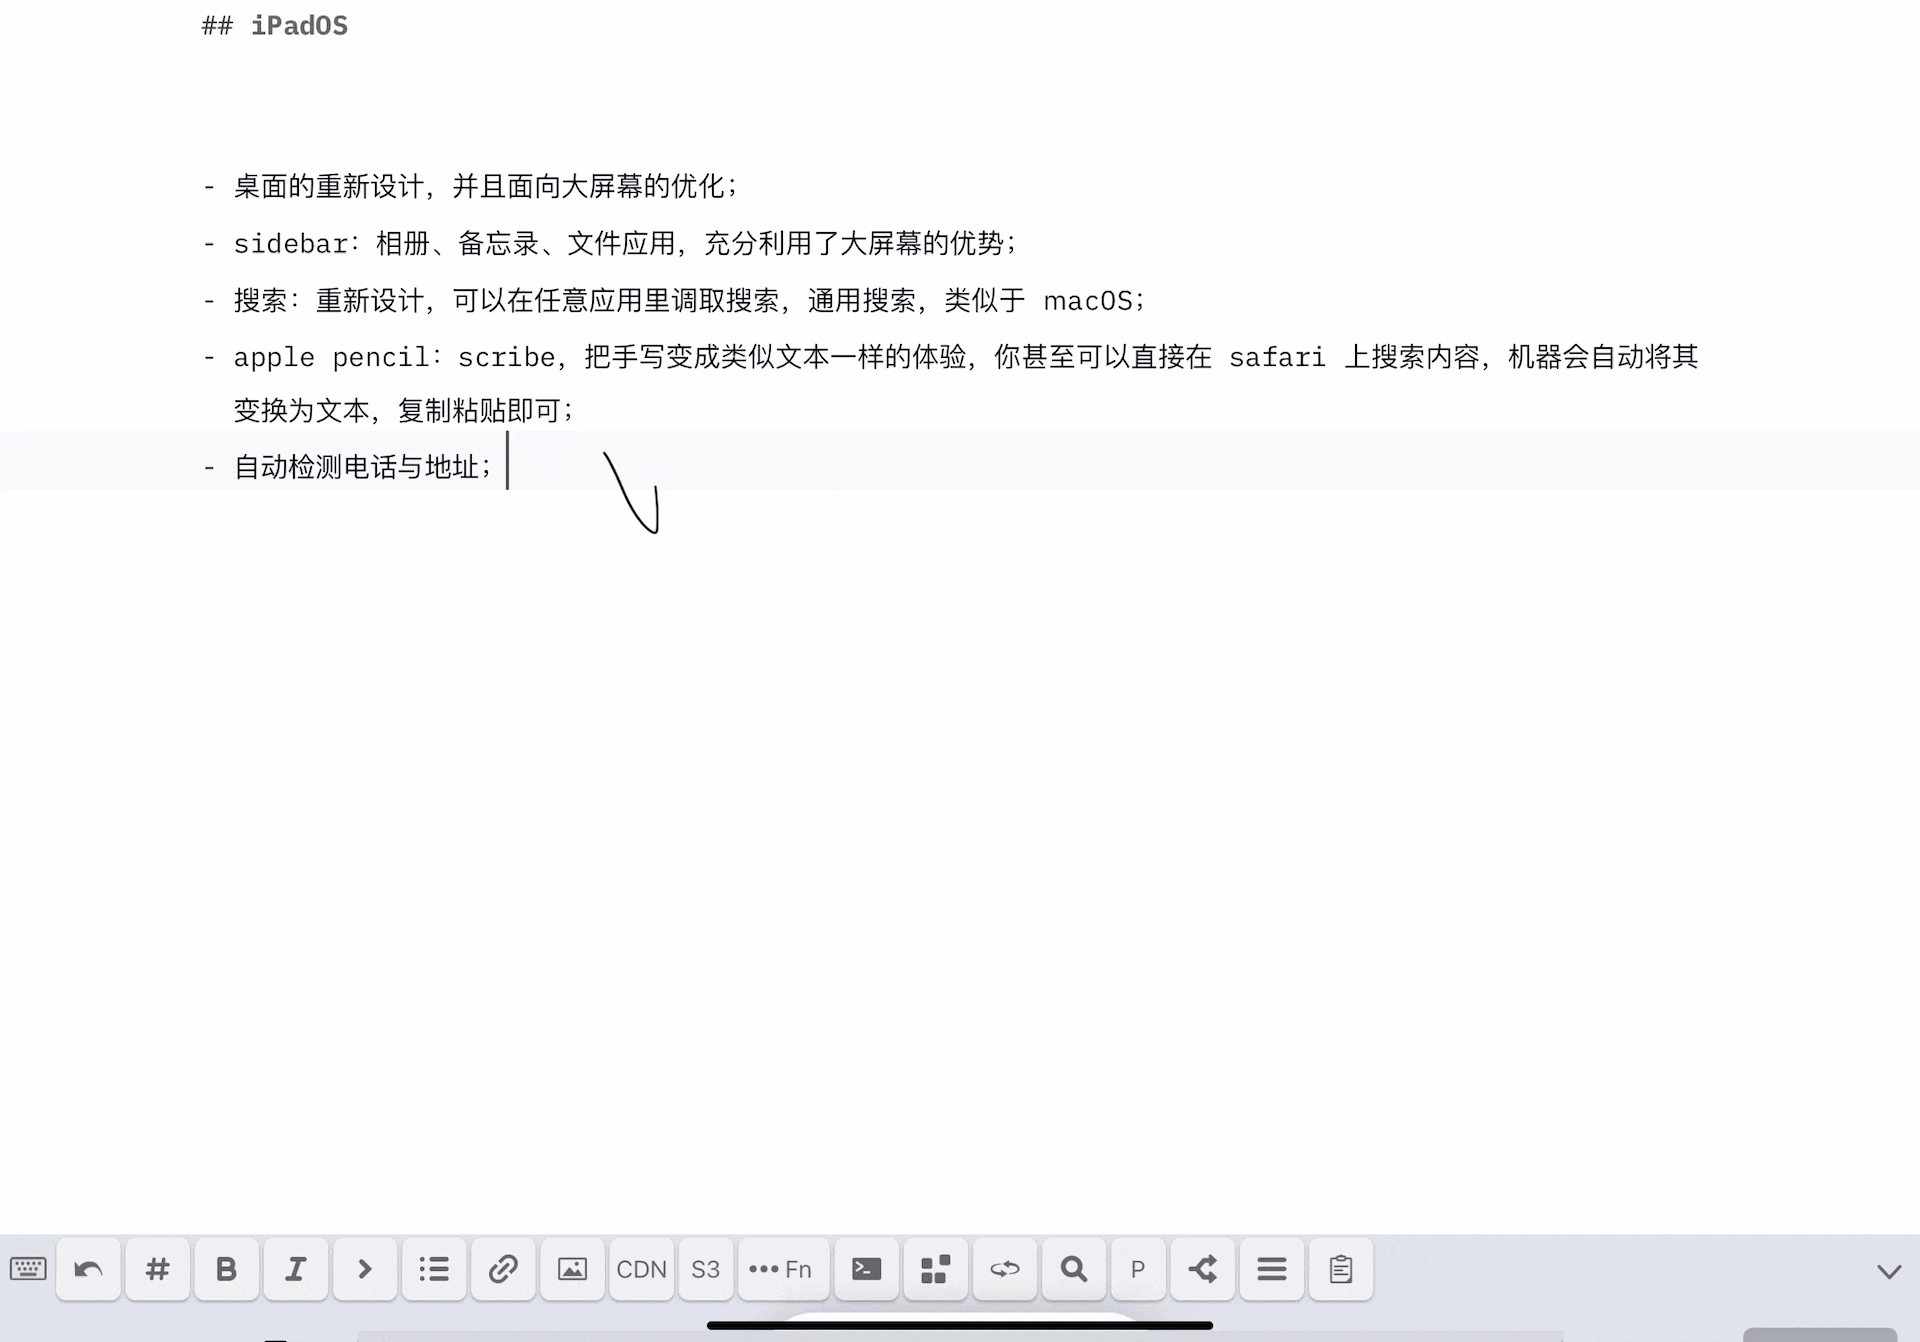 ## iPadOS
- 桌面的重新设计，并且面向大屏幕的优化；
- sidebar：相册、备忘录、文件应用，充分利用了大屏幕的优势；
- 搜索：重新设计，可以在任意应用里调取搜索，通用搜索，类似于 macOS；
- apple pencil：scribe，把手写变成类似文本一样的体验，你甚至可以直接在 safari 上搜索内容，机器会自动将其
变换为文本，复制粘贴即可；
- 自动检测电话与地址；
# B I CDN S3 ••• Fn P